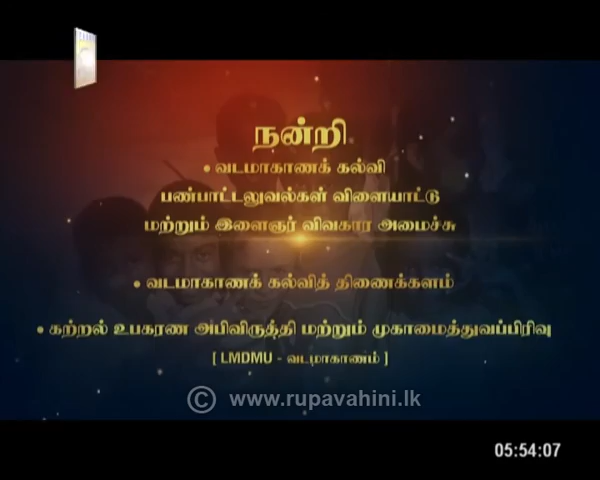 நன்றி
• வடமாகாணக் கல்வி
பண்பாட்டலுவல்கள் விளையாட்டு
மற்றும் இளைஞர் விவகார அமைச்சு
• வடமாகாணக் கல்வித் திணைக்களம்
• கற்றல் உபகரண அபிவிருத்தி மற்றும் முகாமைத்துவப்பிரிவு
[ LMDMU - வடமாகாணம் ]
© www.rupavahini.lk
05:54:07